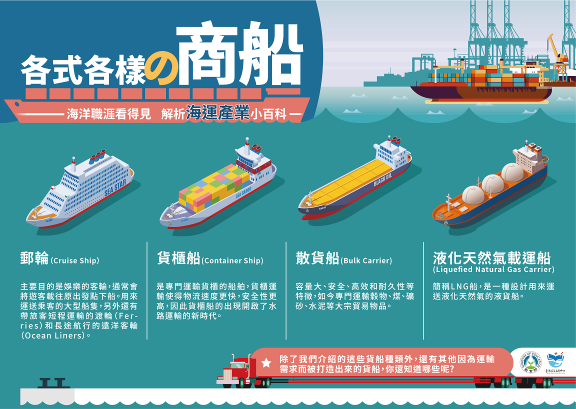 各式各樣の商船
海洋職涯看得見 解析海運產業小百科
郵輪(Cruise Ship)
主要目的是娛樂的客輪，通常會
將遊客載往原出發點下船。用來
運送乘客的大型船隻，另外還有
帶旅客短程運輸的渡輪(Fer-
ries)和長途航行的遠洋客輪
(Ocean Liners)。
貨櫃船(Container Ship)
是專門運輸貨櫃的船舶，貨櫃運
輸使得物流速度更快、安全性更
高，因此貨櫃船的出現開啟了水
路運輸的新時代。
散貨船(Bulk Carrier)
容量大、安全、高效和耐久性等
特徵，如今專門運輸穀物、煤、礦
砂、水泥等大宗貿易物品。
液化天然氣載運船
(Liquefied Natural Gas Carrier)
簡稱LNG船，是一種設計用來運
送液化天然氣的液貨船。
除了我們介紹的這些貨船種類外，還有其他因為運輸
需求而被打造出來的貨船，你還知道哪些呢?